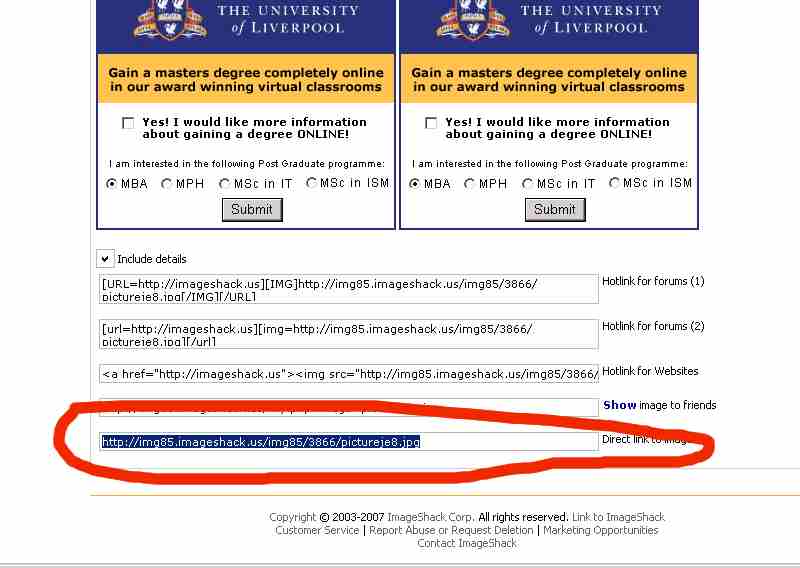 THE UNIVERSITY
of LIVERPOOL
Gain a masters degree completely online
in our award winning virtual classrooms
Yes! I would like more information
about gaining a degree ONLINE!
I am interested in the following Post Graduate programme:
MBA MPH MSc in IT MSc in ISM
Submit
THE UNIVERSITY
of LIVERPOOL
Gain a masters degree completely online
in our award winning virtual classrooms
Yes! I would like more information
about gaining a degree ONLINE!
I am interested in the following Post Graduate programme:
MBA MPH MSc in IT MSc in ISM
Submit
Include details
[URL=http://imageshack.us][IMG]http://img85.imageshack.us/img85/3866/
pictureje8.jpg[/IMG][/URL]
Hotlink for forums (1)
[url=http://imageshack.us][img=http://img85.imageshack.us/img85/3866/
pictureje8.jpg][/url]
Hotlink for forums (2)
<a href="http://imageshack.us"><img src="http://img85.imageshack.us/img85/3866/
Hotlink for Websites
Show image to friends
http://img85.imageshack.us/img85/3866/pictureje8.jpg
Direct link to image
Copyright © 2003-2007 ImageShack Corp. All rights reserved. Link to ImageShack
Customer Service | Report Abuse or Request Deletion | Marketing Opportunities
Contact ImageShack